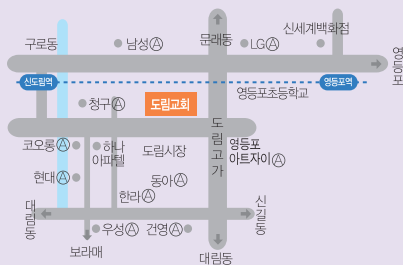 신세계백화점
구로동
남성Ⓐ
문래동
LGⒶ
영등포
신도림역
영등포역
영등포초등학교
청구Ⓐ
도림교회
도림고가
코오롱Ⓐ
하나
아파텔
도림시장
영등포
아트자이Ⓐ
현대Ⓐ
동아Ⓐ
한라Ⓐ
대림동
신길동
우성Ⓐ
건영Ⓐ
보라매
대림동